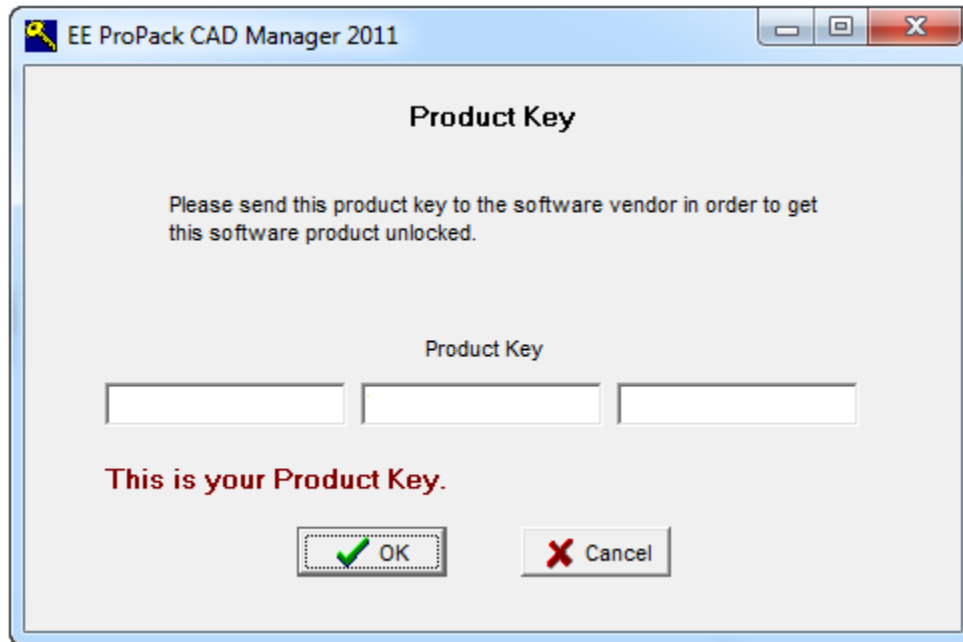 EE ProPack CAD Manager 2011
Product Key
Please send this product key to the software vendor in order to get
this software product unlocked.
Product Key
This is your Product Key.
OK
Cancel